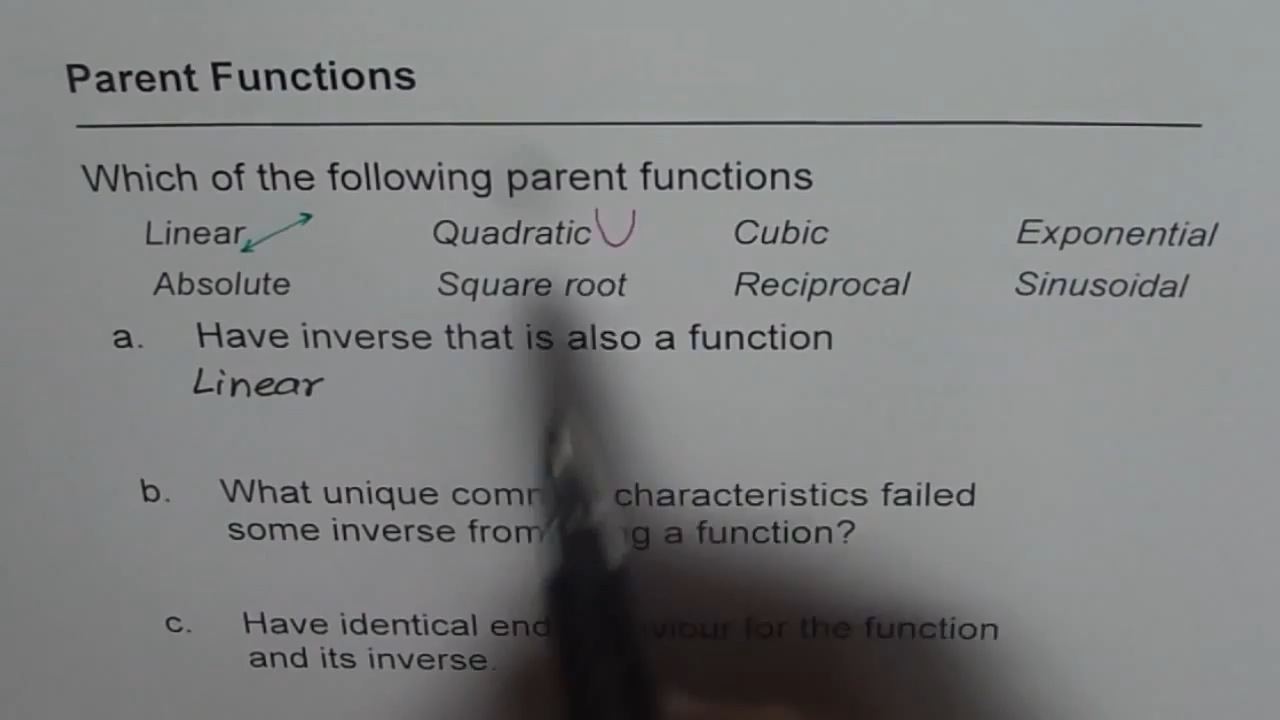 Parent Functions
Which of the following parent functions
Linear Quadratic Cubic Exponential
Absolute Square root Reciprocal Sinusoidal
a. Have inverse that is also a function
Linear
b. What unique characteristics failed
some inverse from a function?
c. Have identical end for the function
and its inverse.